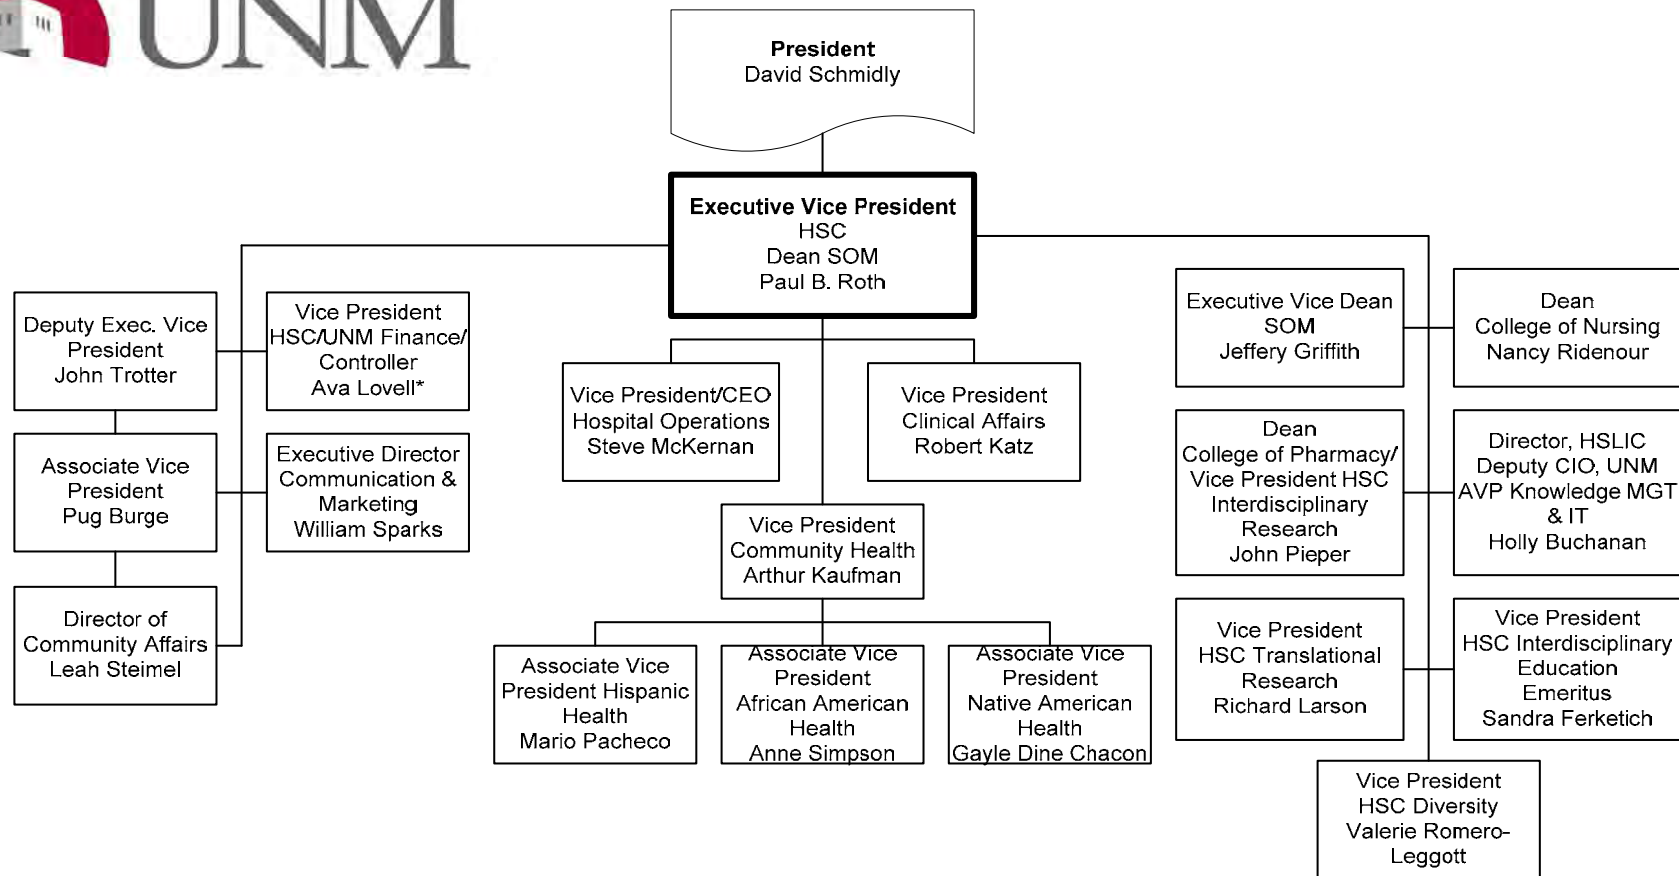 UNM
President
David Schmidly
Executive Vice President
HSC
Dean SOM
Paul B. Roth
Deputy Exec. Vice
President
John Trotter
Vice President
HSC/UNM Finance/
Controller
Ava Lovell*
Associate Vice
President
Pug Burge
Executive Director
Communication &
Marketing
William Sparks
Director of
Community Affairs
Leah Steimel
Vice President/CEO
Hospital Operations
Steve McKernan
Vice President
Clinical Affairs
Robert Katz
Vice President
Community Health
Arthur Kaufman
Associate Vice
President Hispanic
Health
Mario Pacheco
Associate Vice
President
African American
Health
Anne Simpson
Associate Vice
President
Native American
Health
Gayle Dine Chacon
Executive Vice Dean
SOM
Jeffery Griffith
Dean
College of Nursing
Nancy Ridenour
Dean
College of Pharmacy/
Vice President HSC
Interdisciplinary
Research
John Pieper
Director, HSLIC
Deputy CIO, UNM
AVP Knowledge MGT
& IT
Holly Buchanan
Vice President
HSC Translational
Research
Richard Larson
Vice President
HSC Interdisciplinary
Education
Emeritus
Sandra Ferketich
Vice President
HSC Diversity
Valerie Romero-
Leggott